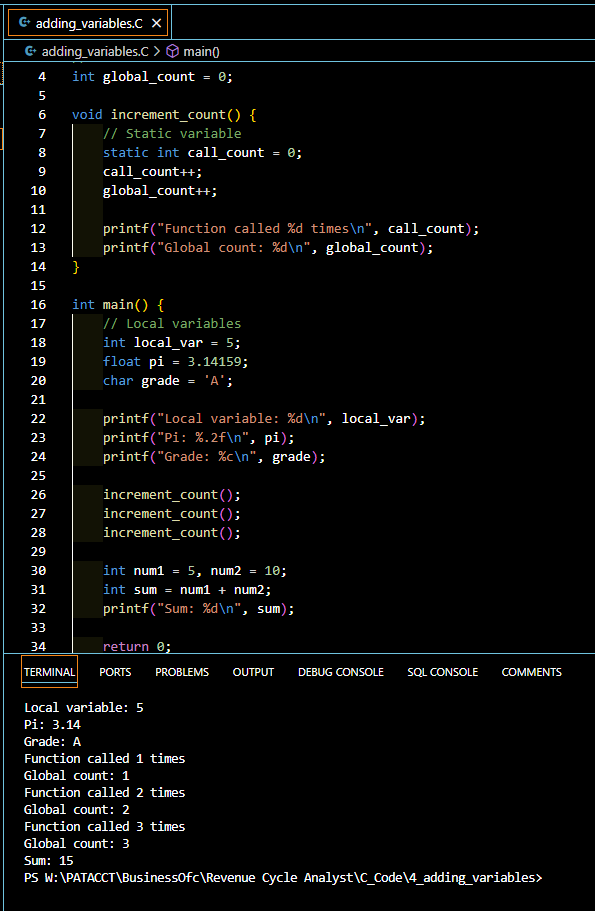 adding_variables.C
adding_variables.C > main()
4 int global_count = 0;
5
6 void increment_count() {
7 // Static variable
8 static int call_count = 0;
9 call_count++;
10 global_count++;
11
12 printf("Function called %d times\n", call_count);
13 printf("Global count: %d\n", global_count);
14 }
15
16 int main() {
17 // Local variables
18 int local_var = 5;
19 float pi = 3.14159;
20 char grade = 'A';
21
22 printf("Local variable: %d\n", local_var);
23 printf("Pi: %.2f\n", pi);
24 printf("Grade: %c\n", grade);
25
26 increment_count();
27 increment_count();
28 increment_count();
29
30 int num1 = 5, num2 = 10;
31 int sum = num1 + num2;
32 printf("Sum: %d\n", sum);
33
34 return 0;
TERMINAL PORTS PROBLEMS OUTPUT DEBUG CONSOLE SQL CONSOLE COMMENTS
Local variable: 5
Pi: 3.14
Grade: A
Function called 1 times
Global count: 1
Function called 2 times
Global count: 2
Function called 3 times
Global count: 3
Sum: 15
PS W:\PATACCT\BusinessOfc\Revenue Cycle Analyst\C_Code\4_adding_variables>